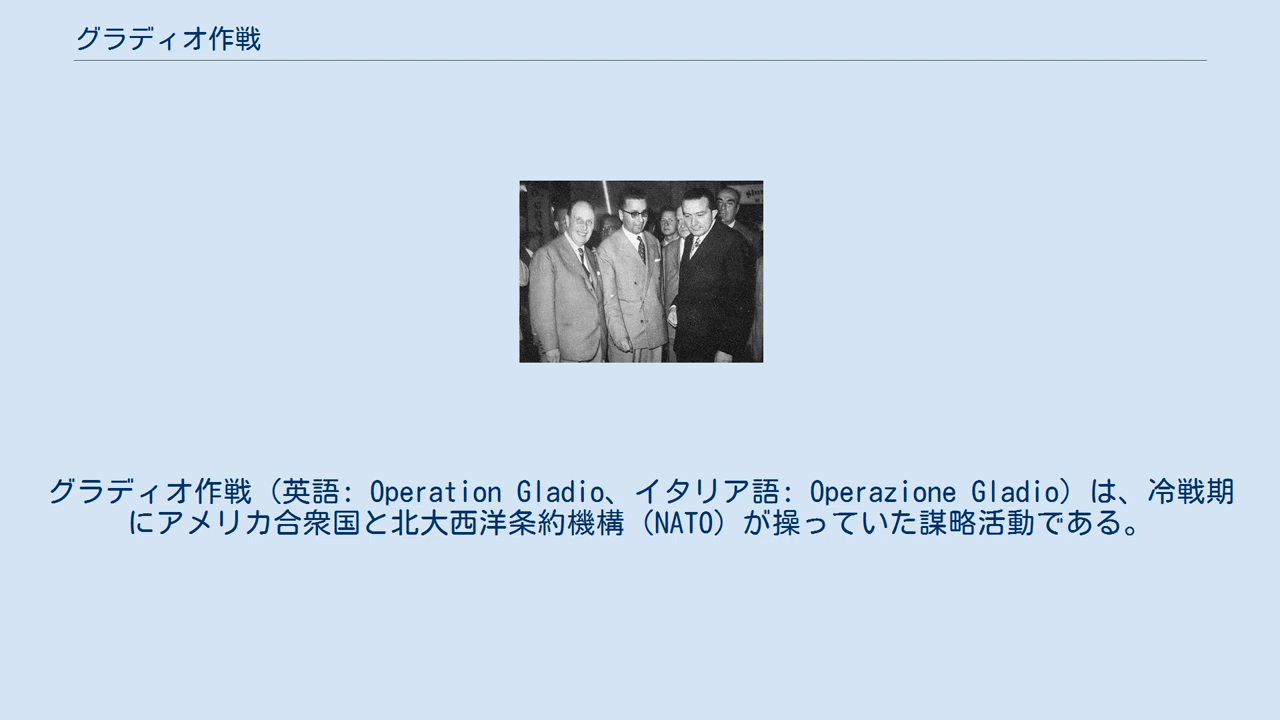 グラディオ作戦
グラディオ作戦（英語: Operation Gladio、イタリア語: Operazione Gladio）は、冷戦期
にアメリカ合衆国と北大西洋条約機構（NATO）が操っていた謀略活動である。